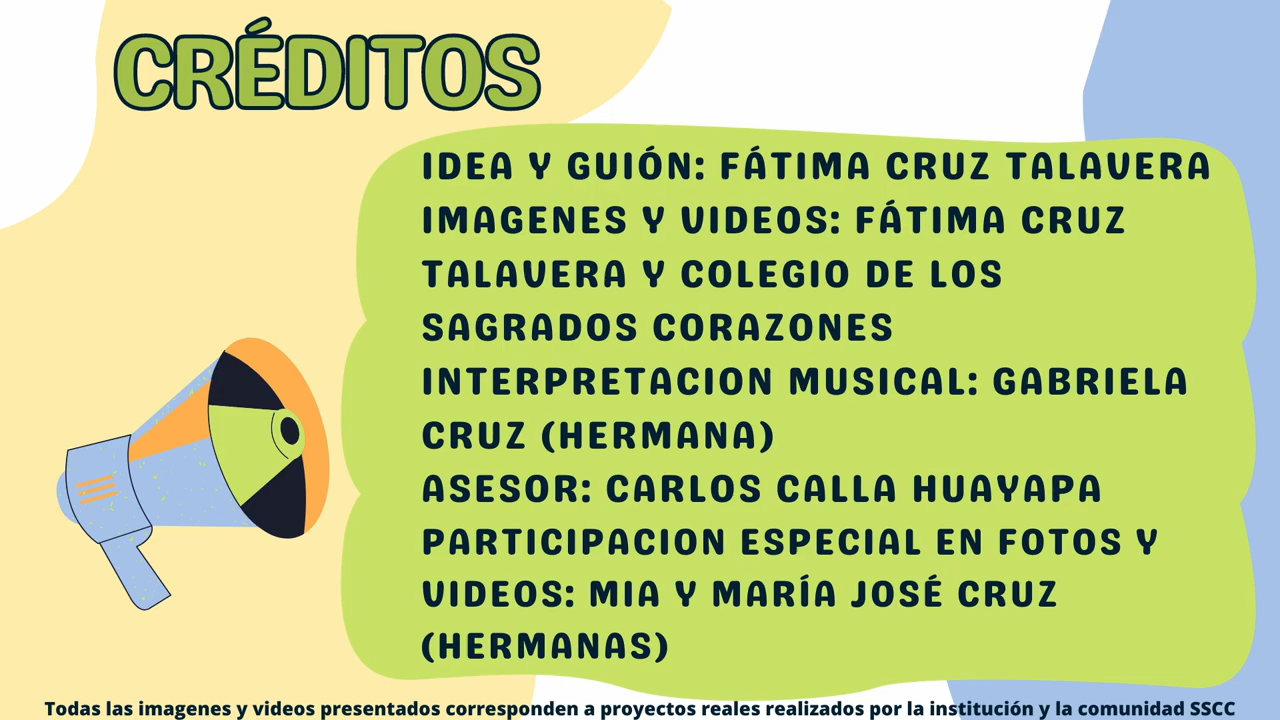 CRÉDITOS
IDEA Y GUIÓN: FÁTIMA CRUZ TALAVERA
IMAGENES Y VIDEOS: FÁTIMA CRUZ
TALAVERA Y COLEGIO DE LOS
SAGRADOS CORAZONES
INTERPRETACION MUSICAL: GABRIELA
CRUZ (HERMANA)
ASESOR: CARLOS CALLA HUAYAPA
PARTICIPACION ESPECIAL EN FOTOS Y
VIDEOS: MIA Y MARÍA JOSÉ CRUZ
(HERMANAS)
Todas las imagenes y videos presentados corresponden a proyectos reales realizados por la institución y la comunidad SSCC